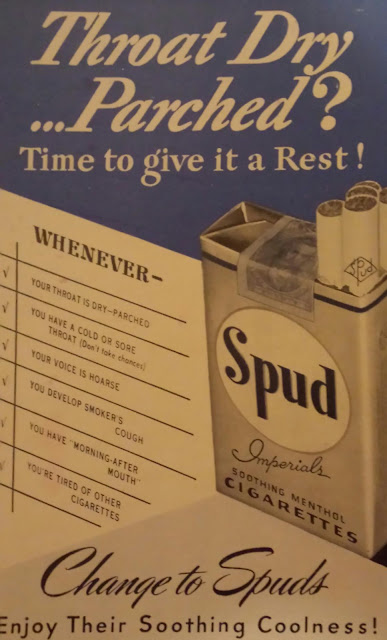 Throat Dry
...Parched?
Time to give it a Rest!
WHENEVER—
√ YOUR THROAT IS DRY—PARCHED
√ YOU HAVE A COLD OR SORE
THROAT (Don't take chances)
√ YOUR VOICE IS HOARSE
√ YOU DEVELOP SMOKER'S
COUGH
√ YOU HAVE "MORNING-AFTER
MOUTH"
√ YOU'RE TIRED OF OTHER
CIGARETTES
SPUD
Spud
Imperials
SOOTHING MENTHOL
CIGARETTES
Change to Spuds
Enjoy Their Soothing Coolness!